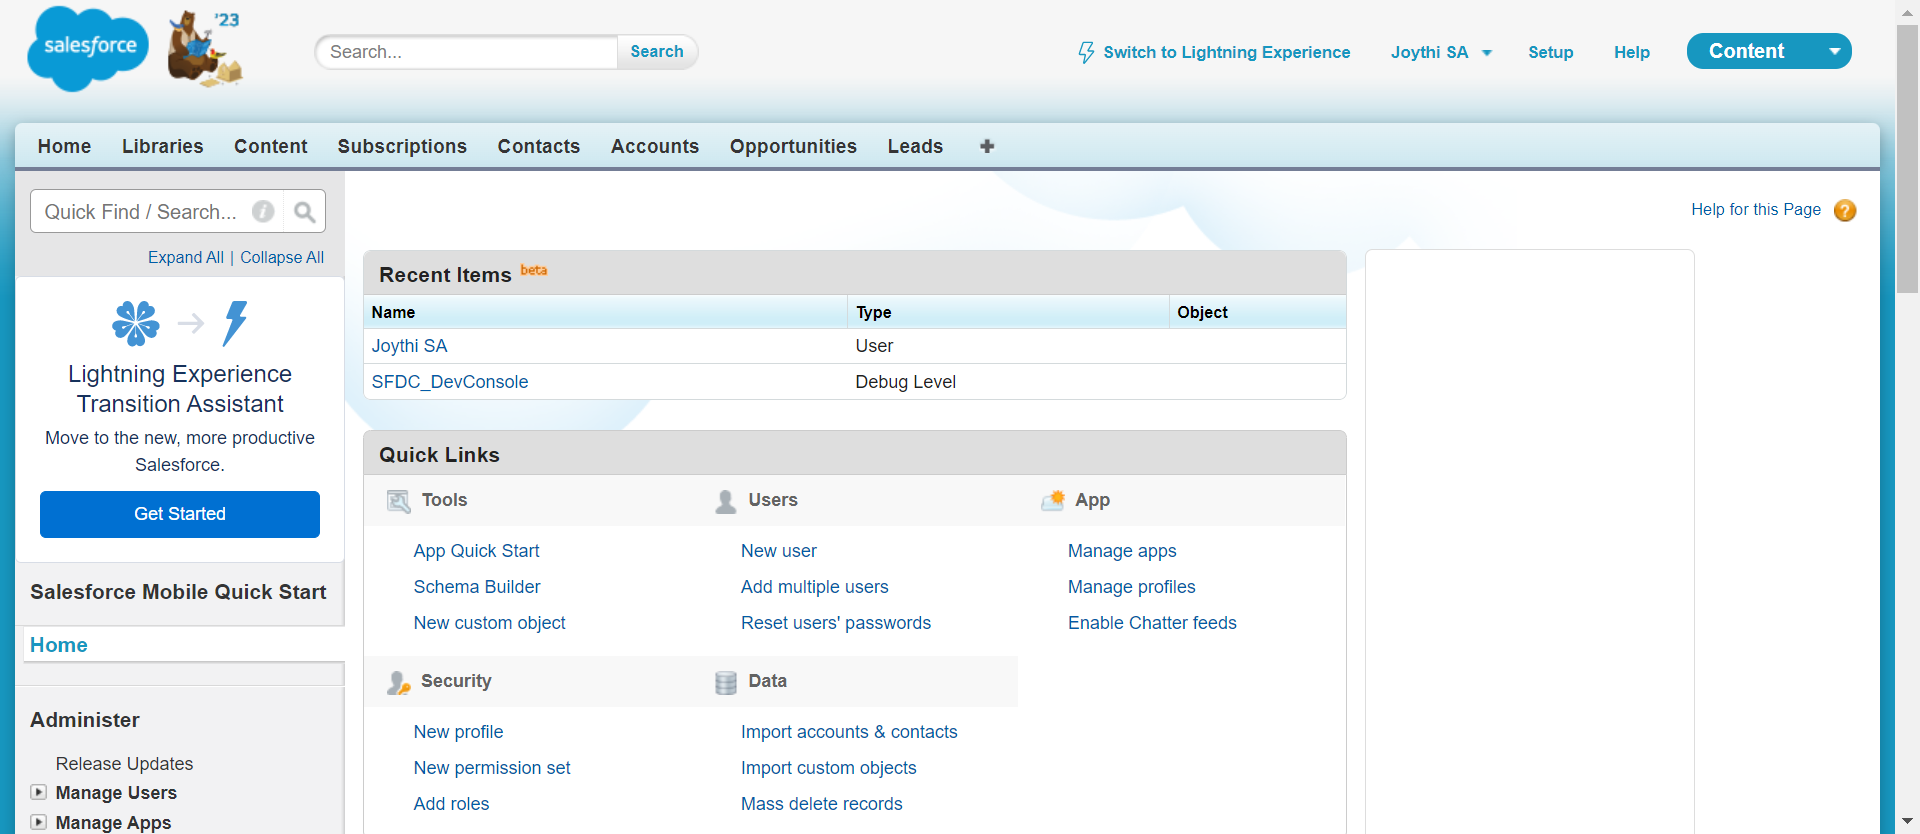 salesforce
'23
Search...
Search
Switch to Lightning Experience
Joythi SA
Setup
Help
Content
Home
Libraries
Content
Subscriptions
Contacts
Accounts
Opportunities
Leads
Quick Find / Search...
Expand All | Collapse All
Lightning Experience
Transition Assistant
Move to the new, more productive
Salesforce.
Get Started
Salesforce Mobile Quick Start
Home
Administer
Release Updates
Manage Users
Manage Apps
Help for this Page ?
Recent Items beta
Name Type Object
Joythi SA User
SFDC_DevConsole Debug Level
Quick Links
Tools
App Quick Start
Schema Builder
New custom object
Users
New user
Add multiple users
Reset users' passwords
App
Manage apps
Manage profiles
Enable Chatter feeds
Security
New profile
New permission set
Add roles
Data
Import accounts & contacts
Import custom objects
Mass delete records